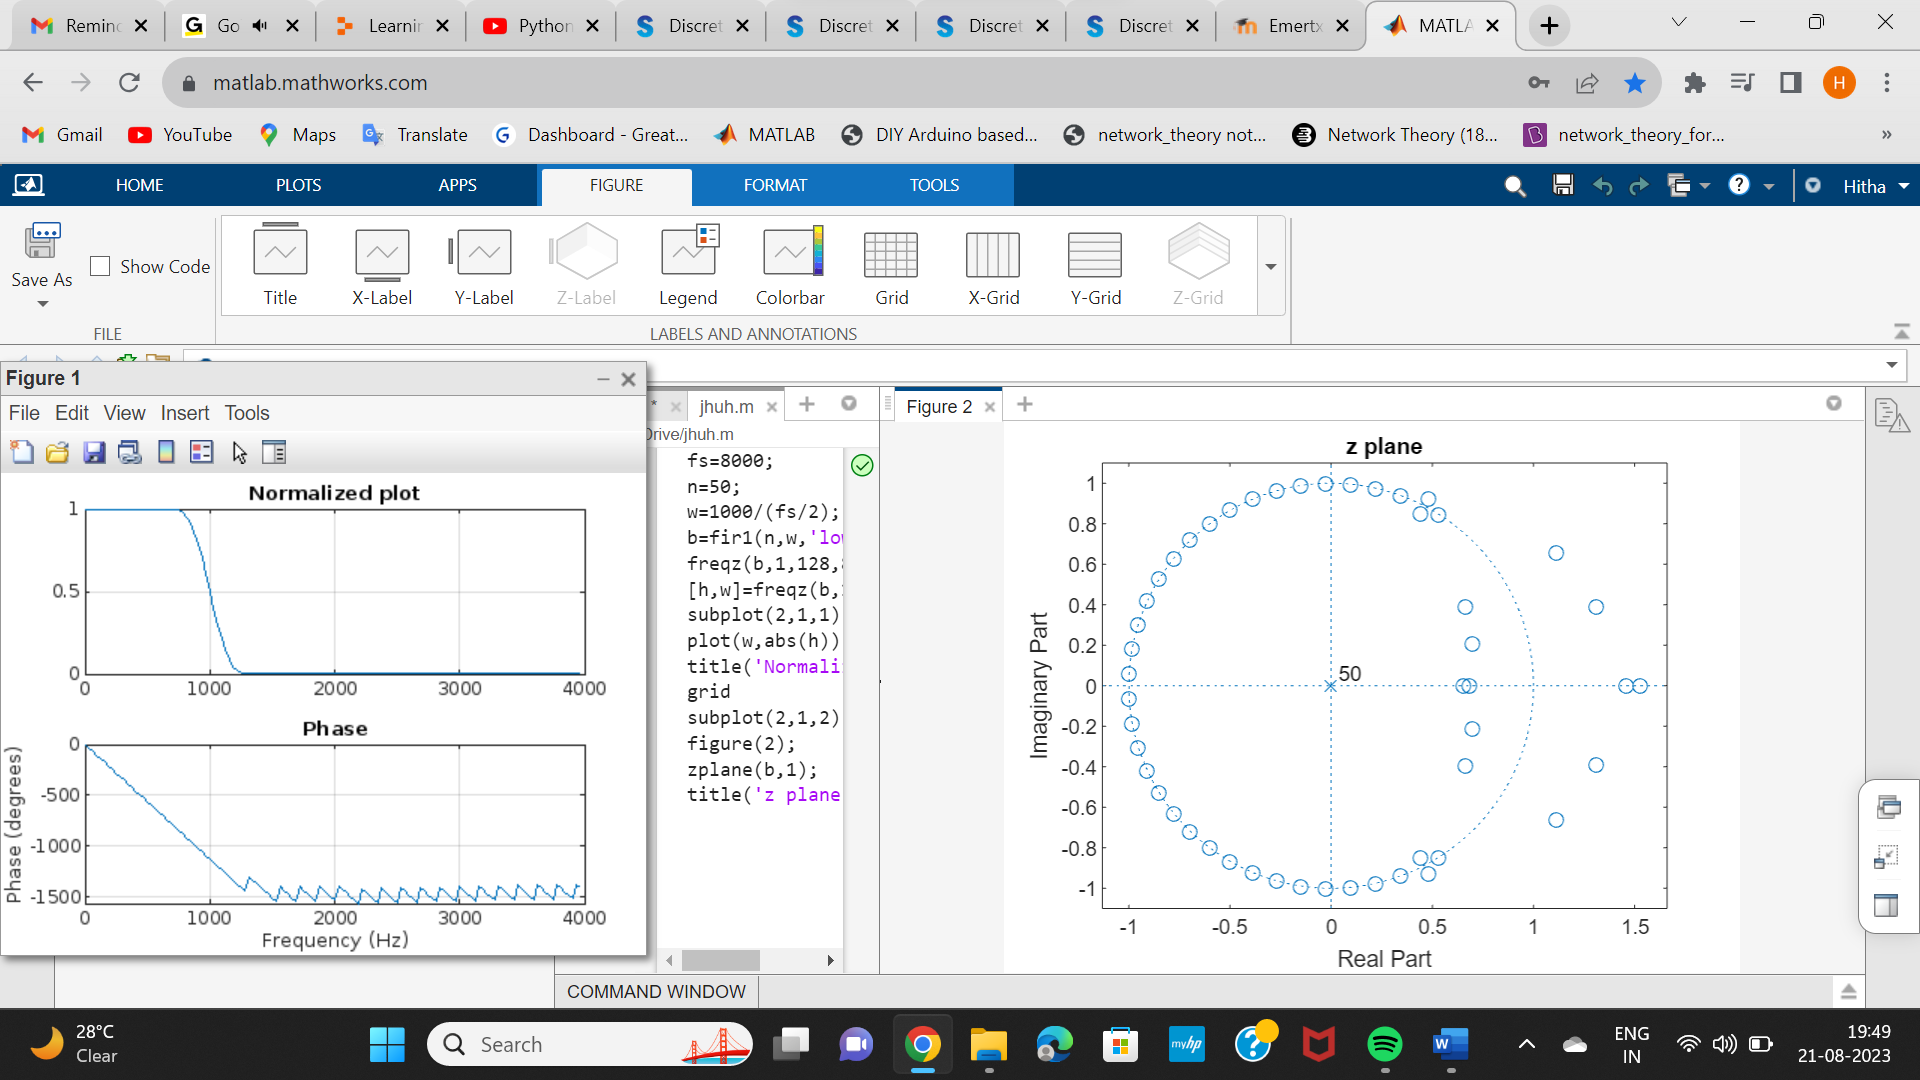 Reminc
Go
Learnir
Python
Discret
Discret
Discret
Discret
Emertx
MATLA
matlab.mathworks.com
H
Gmail
YouTube
Maps
Translate
Dashboard - Great...
MATLAB
DIY Arduino based...
network_theory not...
Network Theory (18...
network_theory_for...
»
HOME
PLOTS
APPS
FIGURE
FORMAT
TOOLS
Hitha
Save As
Show Code
FILE
Title
X-Label
Y-Label
Z-Label
Legend
Colorbar
Grid
X-Grid
Y-Grid
Z-Grid
LABELS AND ANNOTATIONS
Figure 1
File Edit View Insert Tools
Normalized plot
1
0.5
0
0 1000 2000 3000 4000
Phase
Phase (degrees)
0
-500
-1000
-1500
0 1000 2000 3000 4000
Frequency (Hz)
*
jhuh.m
Drive/jhuh.m
fs=8000;
n=50;
w=1000/(fs/2);
b=fir1(n,w,'lo
freqz(b,1,128,
[h,w]=freqz(b,
subplot(2,1,1)
plot(w,abs(h))
title('Normali
grid
subplot(2,1,2)
figure(2);
zplane(b,1);
title('z plane
Figure 2
z plane
Imaginary Part
1
0.8
0.6
0.4
0.2
0
-0.2
-0.4
-0.6
-0.8
-1
50
-1 -0.5 0 0.5 1 1.5
Real Part
COMMAND WINDOW
28°C
Clear
Search
myhp
W
ENG
IN
19:49
21-08-2023